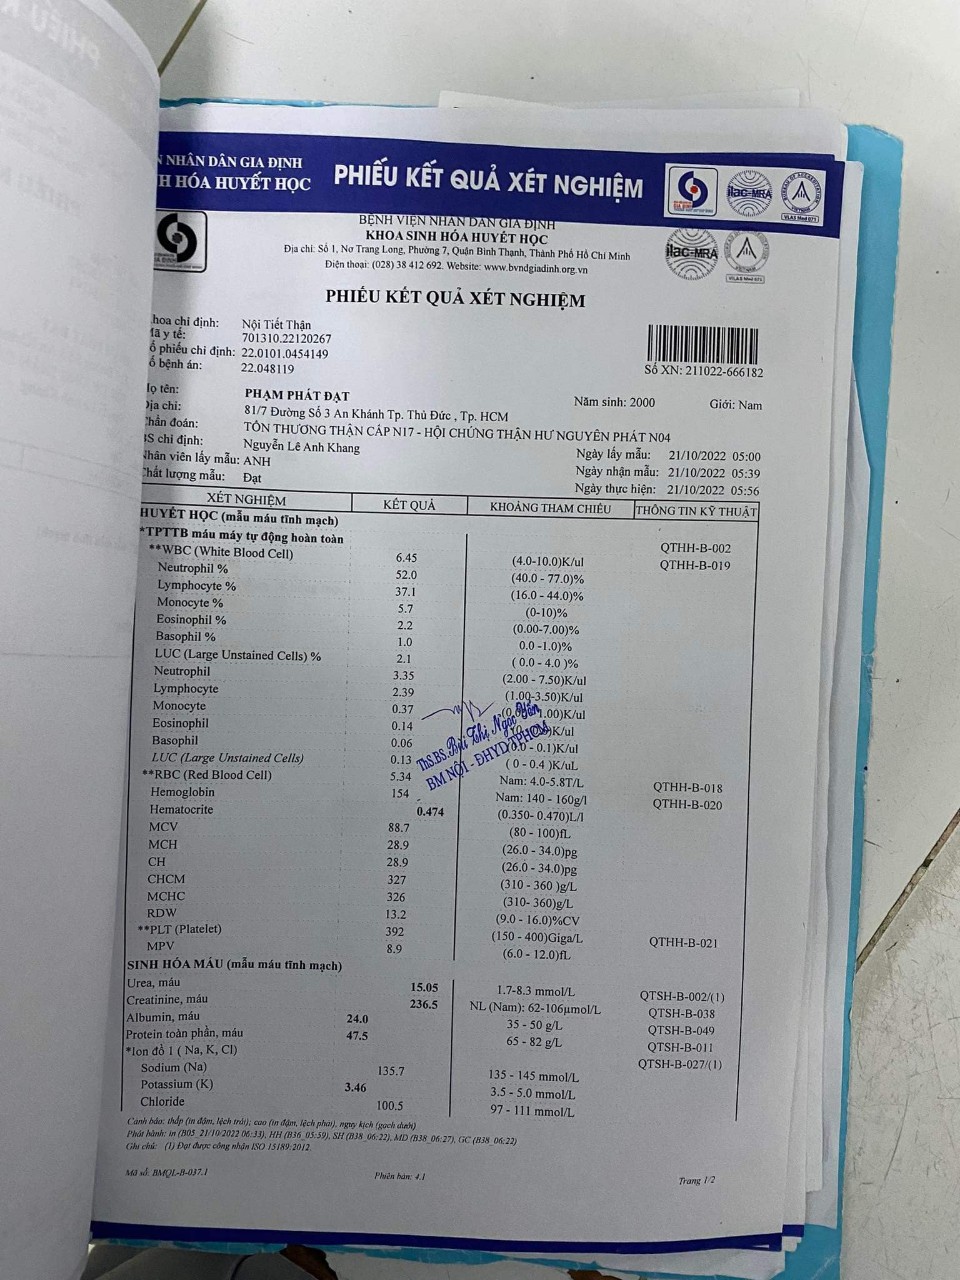 N NHÂN DÂN GIA ĐỊNH
H HÓA HUYẾT HỌC
PHIẾU KẾT QUẢ XÉT NGHIỆM
ilac-MRA
VILAS Med 071
BỆNH VIỆN NHÂN DÂN GIA ĐỊNH
KHOA SINH HÓA HUYẾT HỌC
Địa chỉ: Số 1, Nơ Trang Long, Phường 7, Quận Bình Thạnh, Thành Phố Hồ Chí Minh
Điện thoại: (028) 38 412 692. Website: www.bvndgiadinh.org.vn
ilac-MRA
VILAS Med 071
PHIẾU KẾT QUẢ XÉT NGHIỆM
hoa chỉ định: Nội Tiết Thận
ã y tế: 701310.22120267
ố phiếu chỉ định: 22.0101.0454149
ố bệnh án: 22.048119
Số XN: 211022-666182
ọ tên: PHẠM PHÁT ĐẠT Năm sinh: 2000 Giới: Nam
Địa chỉ: 81/7 Đường Số 3 An Khánh Tp. Thủ Đức , Tp. HCM
hẩn đoán: TỔN THƯƠNG THẬN CẤP N17 - HỘI CHỨNG THẬN HƯ NGUYÊN PHÁT N04
BS chỉ định: Nguyễn Lê Anh Khang Ngày lấy mẫu: 21/10/2022 05:00
Nhân viên lấy mẫu: ANH Ngày nhận mẫu: 21/10/2022 05:39
Chất lượng mẫu: Đạt Ngày thực hiện: 21/10/2022 05:56
XÉT NGHIỆM KẾT QUẢ KHOẢNG THAM CHIẾU THÔNG TIN KỸ THUẬT
HUYẾT HỌC (mẫu máu tĩnh mạch)
*TPTTB máu máy tự động hoàn toàn QTHH-B-002
**WBC (White Blood Cell) 6.45 (4.0-10.0)K/ul QTHH-B-019
Neutrophil % 52.0 (40.0 - 77.0)%
Lymphocyte % 37.1 (16.0 - 44.0)%
Monocyte % 5.7 (0-10)%
Eosinophil % 2.2 (0.00-7.00)%
Basophil % 1.0 0.0 -1.0)%
LUC (Large Unstained Cells) % 2.1 ( 0.0 - 4.0 )%
Neutrophil 3.35 (2.00 - 7.50)K/ul
Lymphocyte 2.39 (1.00-3.50)K/ul
Monocyte 0.37 1.00)K/ul
Eosinophil 0.14 )K/ul
Basophil 0.06 - 0.1)K/ul
LUC (Large Unstained Cells) 0.13 ( 0 - 0.4 )K/uL
ThS.BS. Bùi Thị Ngọc Yến
BM NỘI - ĐHYD TPHCM
**RBC (Red Blood Cell) 5.34 Nam: 4.0-5.8T/L QTHH-B-018
Hemoglobin 154 Nam: 140 - 160g/l QTHH-B-020
Hematocrite 0.474 (0.350- 0.470)L/l
MCV 88.7 (80 - 100)fL
MCH 28.9 (26.0 - 34.0)pg
CH 28.9 (26.0 - 34.0)pg
CHCM 327 (310 - 360 )g/L
MCHC 326 (310- 360)g/L
RDW 13.2 (9.0 - 16.0)%CV
**PLT (Platelet) 392 (150 - 400)Giga/L QTHH-B-021
MPV 8.9 (6.0 - 12.0)fL
SINH HÓA MÁU (mẫu máu tĩnh mạch)
Urea, máu 15.05 1.7-8.3 mmol/L QTSH-B-002/(1)
Creatinine, máu 236.5 NL (Nam): 62-106µmol/L QTSH-B-038
Albumin, máu 24.0 35 - 50 g/L QTSH-B-049
Protein toàn phần, máu 47.5 65 - 82 g/L QTSH-B-011
*Ion đồ 1 ( Na, K, Cl) QTSH-B-027/(1)
Sodium (Na) 135.7 135 - 145 mmol/L
Potassium (K) 3.46 3.5 - 5.0 mmol/L
Chloride 100.5 97 - 111 mmol/L
Cảnh báo: thấp (in đậm, lệch trái); cao (in đậm, lệch phải), nguy kịch (gạch dưới)
Phát hành: in (B05_21/10/2022 06:33), HH (B36_05:59), SH (B38_06:22), MD (B38_06:27), GC (B38_06:22)
Ghi chú: (1) Đạt được công nhận ISO 15189:2012.
Mã số: BMQL-B-037.1 Phiên bản: 4.1 Trang 1/2